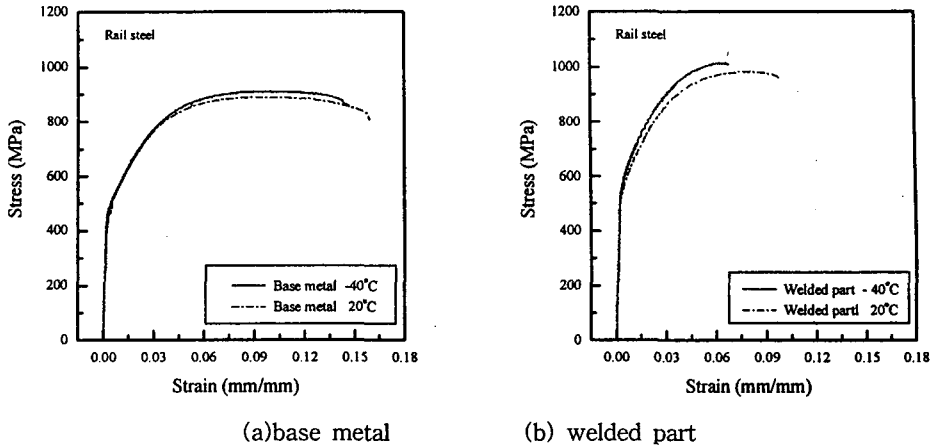 Rail steel
1200
1000
800
600
400
200
0
Stress (MPa)
Base metal -40°C
Base metal 20°C
0.00 0.03 0.06 0.09 0.12 0.15 0.18
Strain (mm/mm)
(a)base metal
Rail steel
1200
1000
800
600
400
200
0
Stress (MPa)
Welded part - 40°C
Welded partl 20°C
0.00 0.03 0.06 0.09 0.12 0.15 0.18
Strain (mm/mm)
(b) welded part